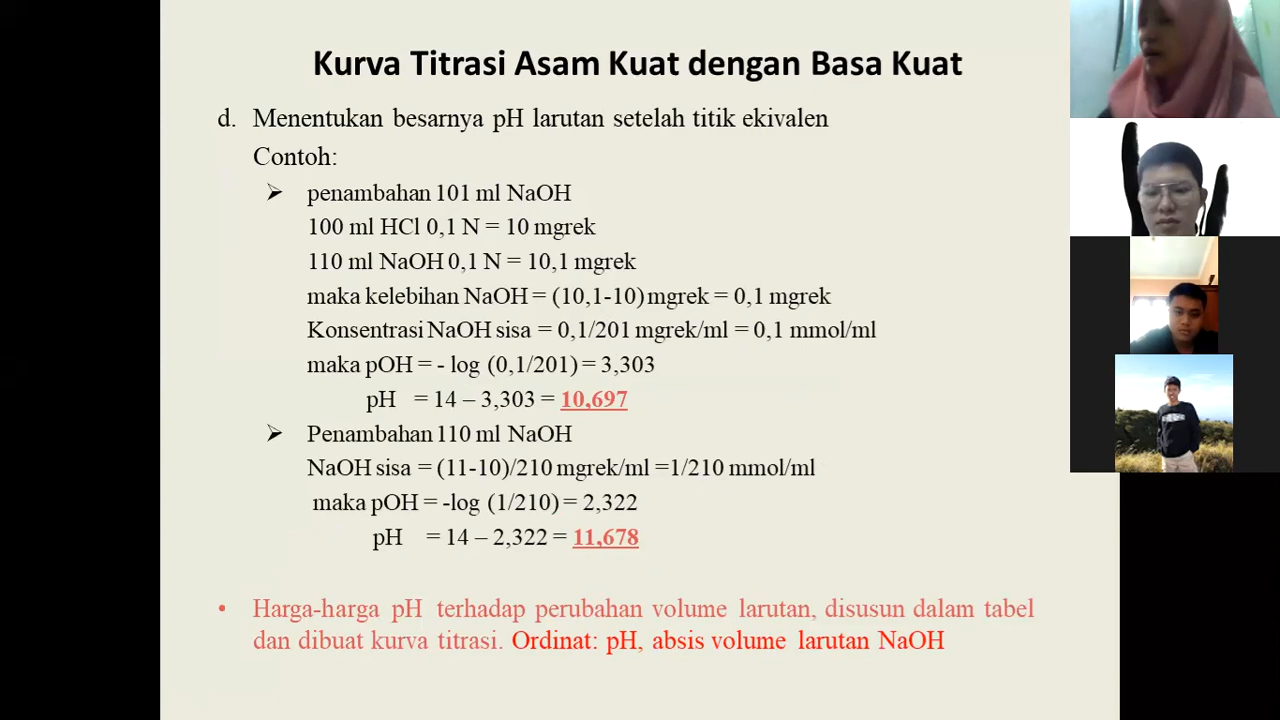 Kurva Titrasi Asam Kuat dengan Basa Kuat
d. Menentukan besarnya pH larutan setelah titik ekivalen
Contoh:
➢ penambahan 101 ml NaOH
100 ml HCl 0,1 N = 10 mgrek
110 ml NaOH 0,1 N = 10,1 mgrek
maka kelebihan NaOH = (10,1-10) mgrek = 0,1 mgrek
Konsentrasi NaOH sisa = 0,1/201 mgrek/ml = 0,1 mmol/ml
maka pOH = - log (0,1/201) = 3,303
pH = 14 – 3,303 = 10,697
➢ Penambahan 110 ml NaOH
NaOH sisa = (11-10)/210 mgrek/ml =1/210 mmol/ml
maka pOH = -log (1/210) = 2,322
pH = 14 – 2,322 = 11,678
• Harga-harga pH terhadap perubahan volume larutan, disusun dalam tabel
dan dibuat kurva titrasi. Ordinat: pH, absis volume larutan NaOH